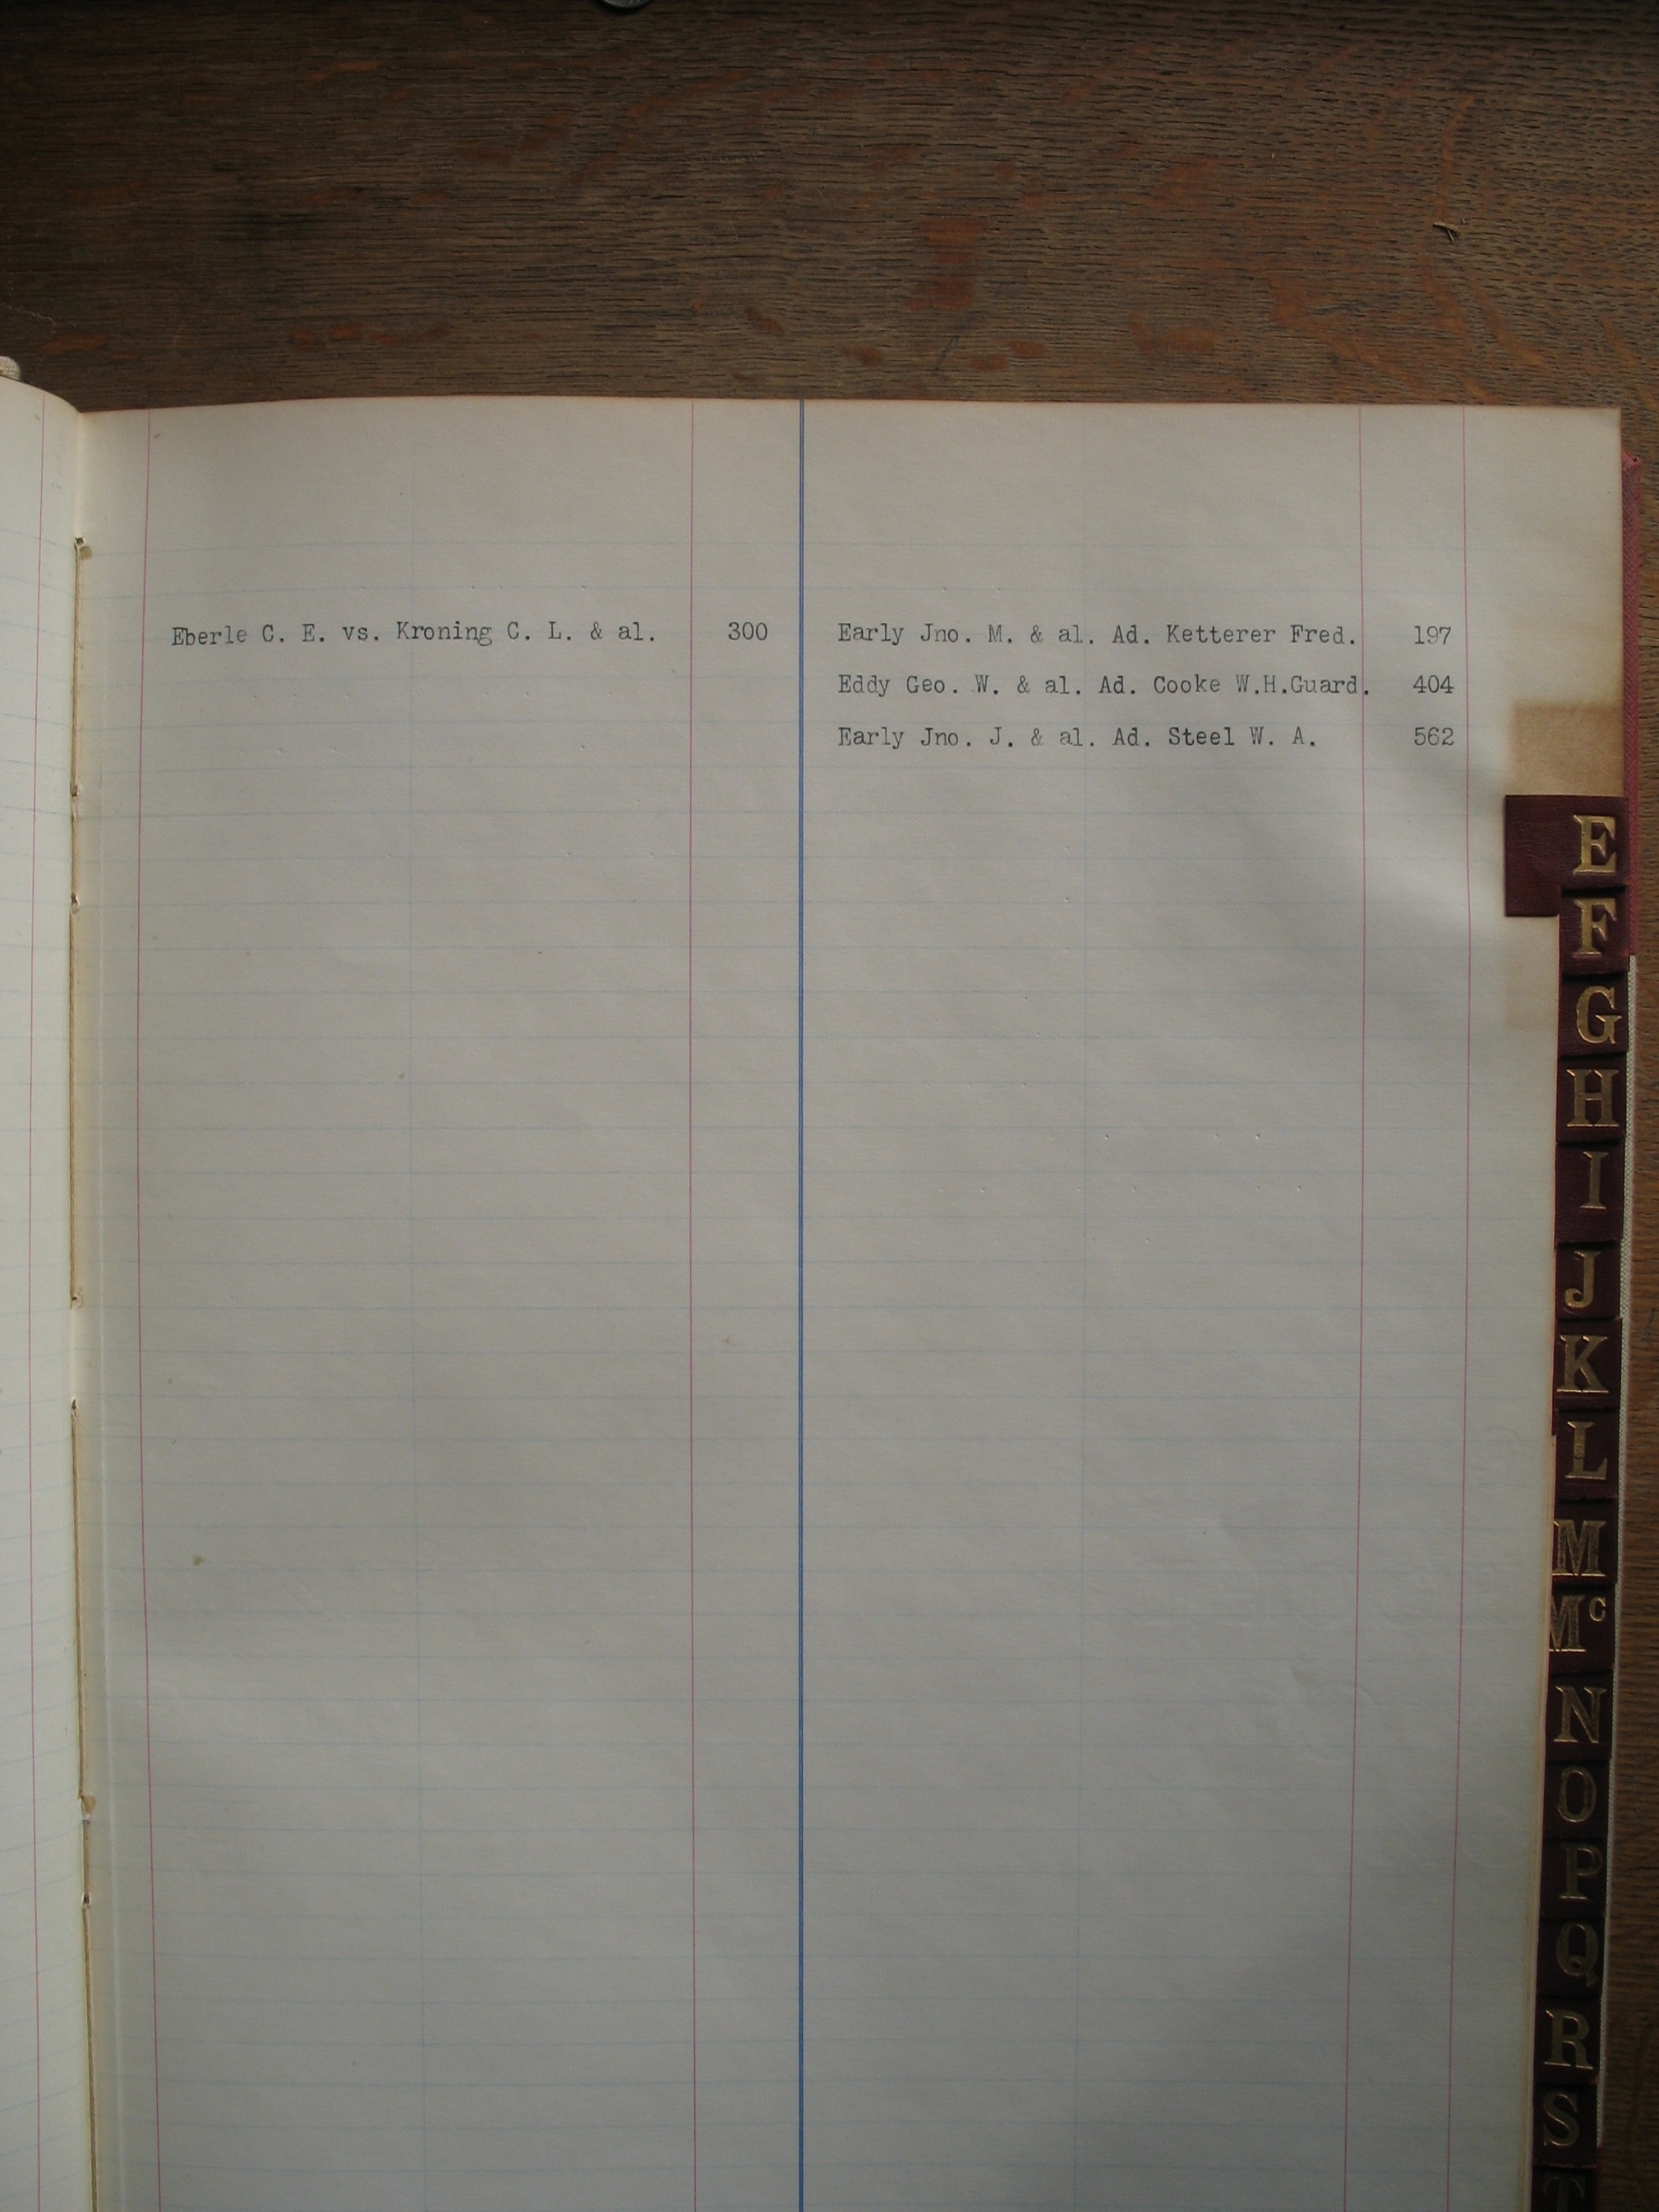 Eberle C. E. vs. Kroning C. L. & al. 300
Early Jno. M. & al. Ad. Ketterer Fred. 197
Eddy Geo. W. & al. Ad. Cooke W.H.Guard. 404
Early Jno. J. & al. Ad. Steel W. A. 562
E
F
G
H
I
J
K
L
M
Mc
N
O
P
Q
R
S
T